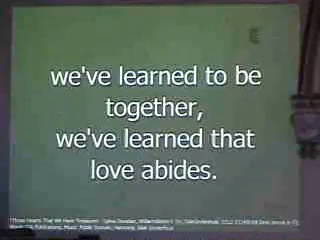 we've learned to be
together,
we've learned that
love abides.